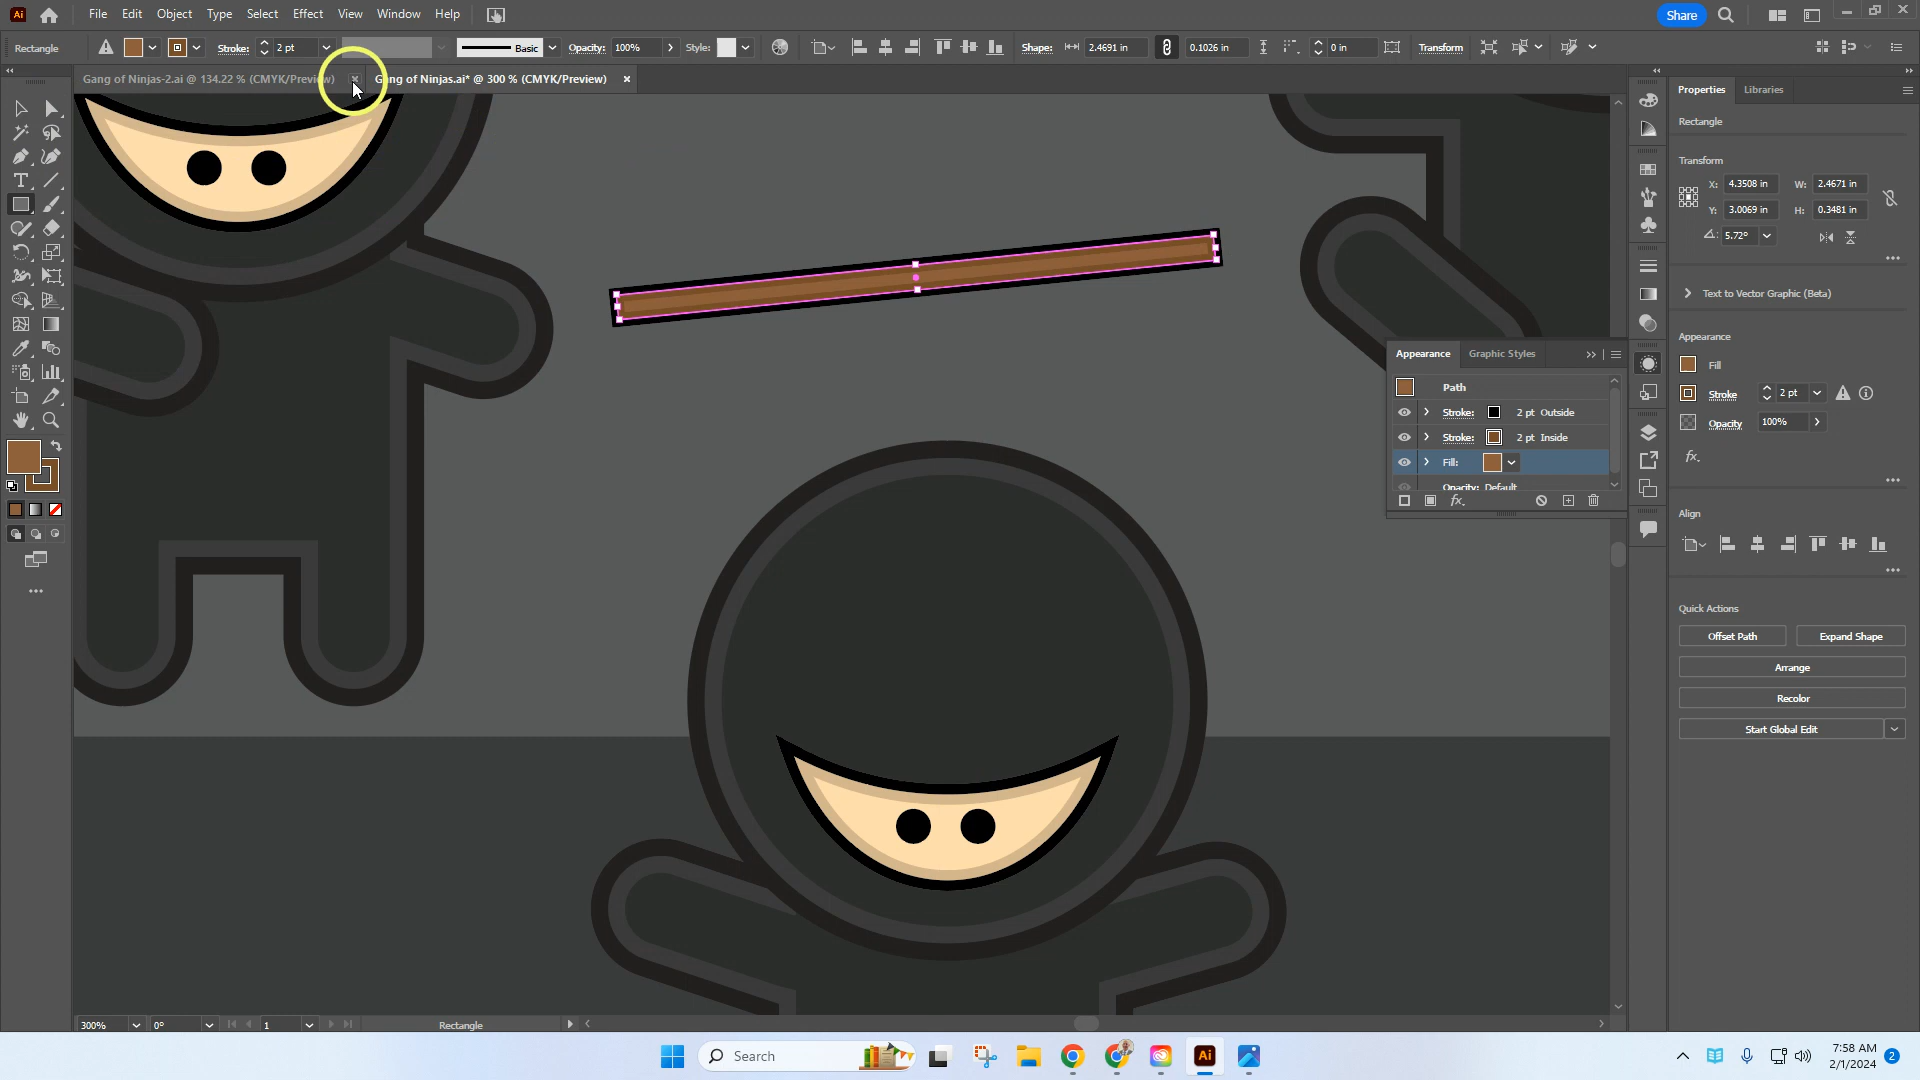 Ai File Edit Object Type Select Effect View Window Help Share
Rectangle Stroke: 2 pt Basic Opacity: 100% Style: Shape: 2.4691 in 0.1026 in 0 in Transform
Gang of Ninjas-2.ai @ 134.22 % (CMYK/Preview) × Gang of Ninjas.ai* @ 300 % (CMYK/Preview) ×
Properties Libraries
Rectangle
Transform
X: 4.3508 in W: 2.4671 in
Y: 3.0069 in H: 0.3481 in
5.72°
Text to Vector Graphic (Beta)
Appearance
Fill
Stroke 2 pt
Opacity 100%
fx.
Align
Quick Actions
Offset Path Expand Shape
Arrange
Recolor
Start Global Edit
Appearance Graphic Styles
Path
Stroke: 2 pt Outside
Stroke: 2 pt Inside
Fill:
Opacity: Default
fx.
300% 0° 1 Rectangle
Search
Ai
7:58 AM
2/1/2024
2